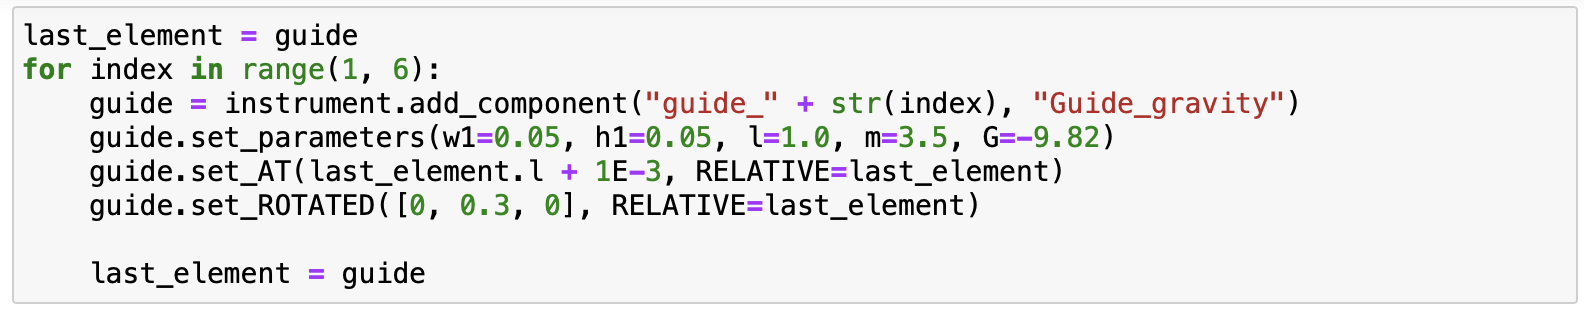 last_element = guide
for index in range(1, 6):
    guide = instrument.add_component("guide_" + str(index), "Guide_gravity")
    guide.set_parameters(w1=0.05, h1=0.05, l=1.0, m=3.5, G=-9.82)
    guide.set_AT(last_element.l + 1E-3, RELATIVE=last_element)
    guide.set_ROTATED([0, 0.3, 0], RELATIVE=last_element)

    last_element = guide